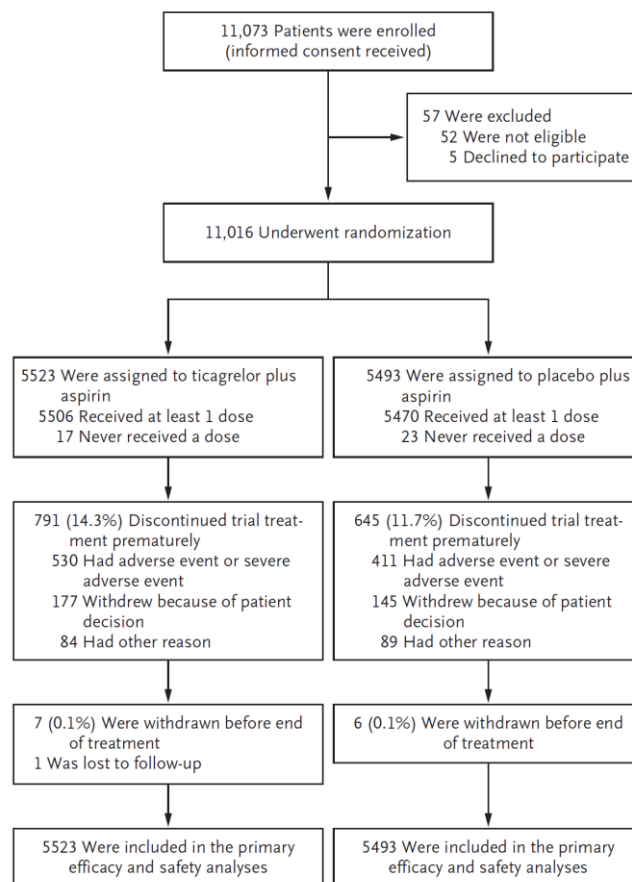 11,073 Patients were enrolled
(informed consent received)
57 Were excluded
52 Were not eligible
5 Declined to participate
11,016 Underwent randomization
5523 Were assigned to ticagrelor plus
aspirin
5506 Received at least 1 dose
17 Never received a dose
5493 Were assigned to placebo plus
aspirin
5470 Received at least 1 dose
23 Never received a dose
791 (14.3%) Discontinued trial treat-
ment prematurely
530 Had adverse event or severe
adverse event
177 Withdrew because of patient
decision
84 Had other reason
645 (11.7%) Discontinued trial treat-
ment prematurely
411 Had adverse event or severe
adverse event
145 Withdrew because of patient
decision
89 Had other reason
7 (0.1%) Were withdrawn before end
of treatment
1 Was lost to follow-up
6 (0.1%) Were withdrawn before end
of treatment
5523 Were included in the primary
efficacy and safety analyses
5493 Were included in the primary
efficacy and safety analyses